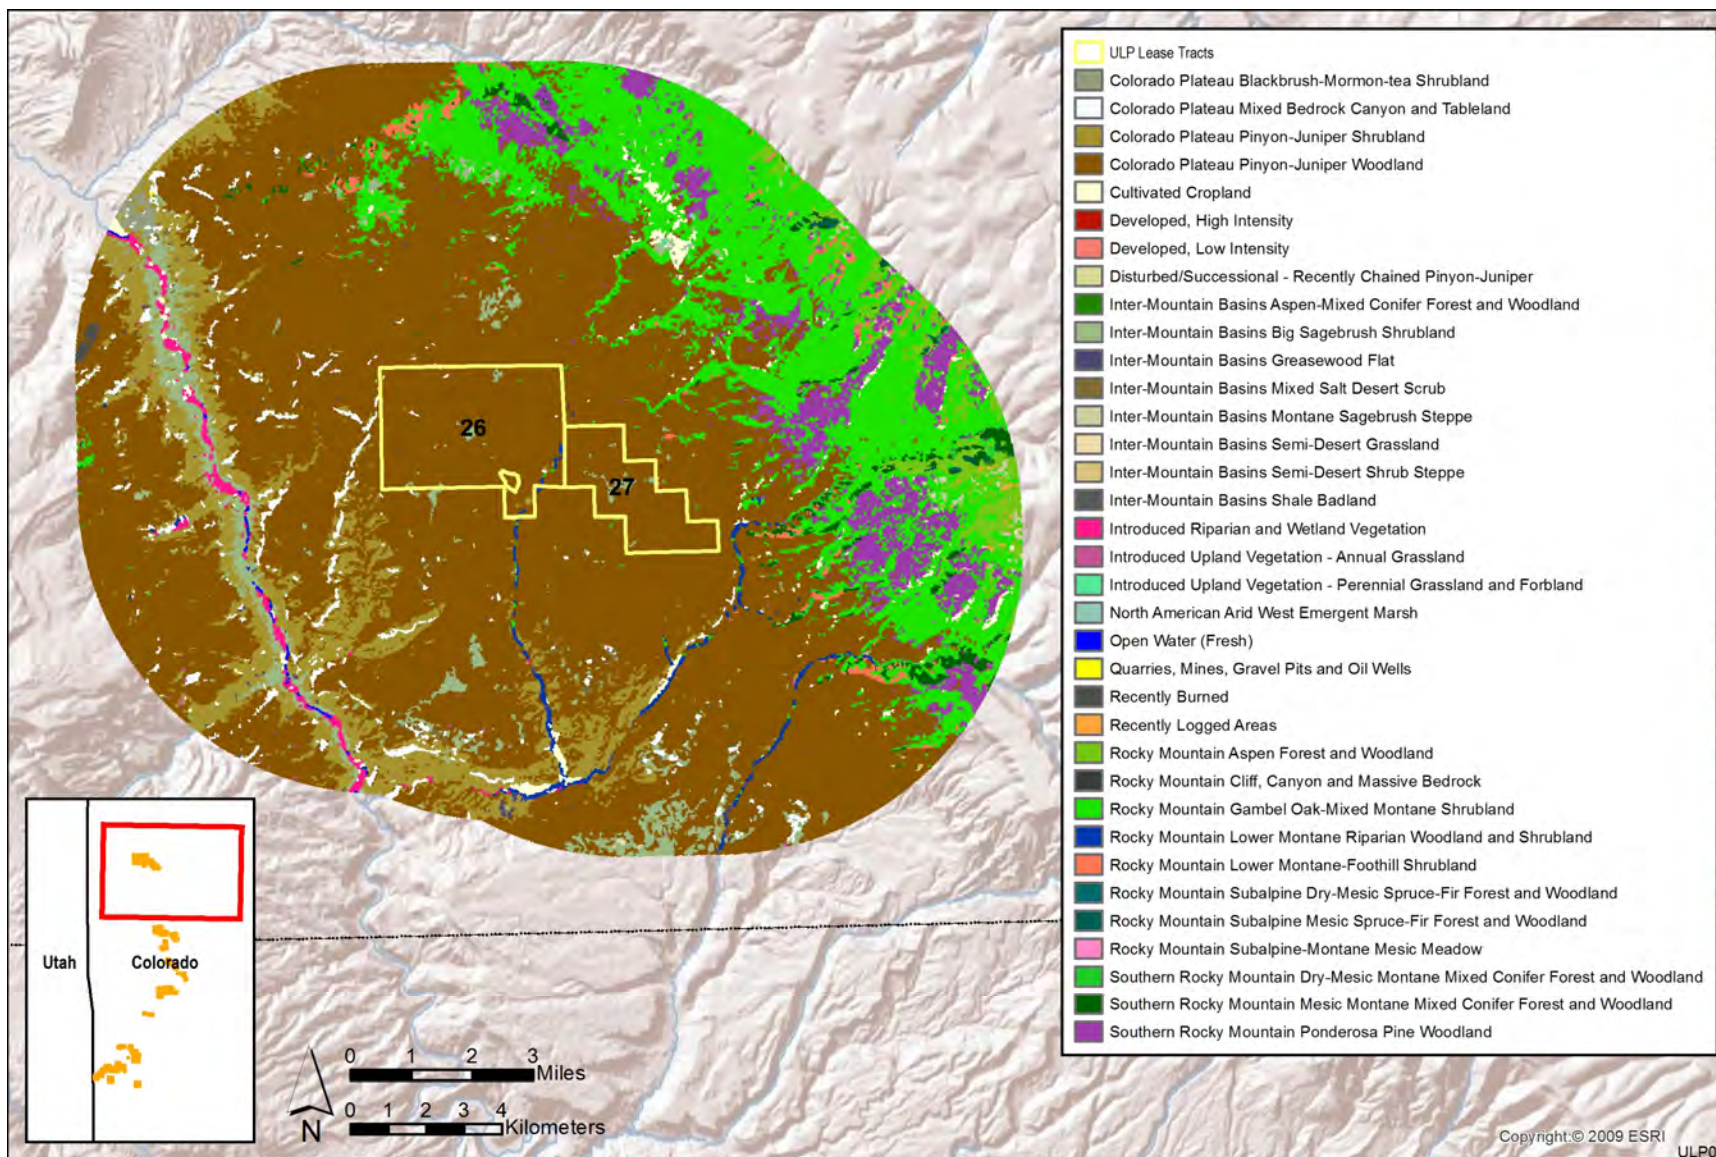 ULP Lease Tracts
Colorado Plateau Blackbrush-Mormon-tea Shrubland
Colorado Plateau Mixed Bedrock Canyon and Tableland
Colorado Plateau Pinyon-Juniper Shrubland
Colorado Plateau Pinyon-Juniper Woodland
Cultivated Cropland
Developed, High Intensity
Developed, Low Intensity
Disturbed/Successional - Recently Chained Pinyon-Juniper
Inter-Mountain Basins Aspen-Mixed Conifer Forest and Woodland
Inter-Mountain Basins Big Sagebrush Shrubland
Inter-Mountain Basins Greasewood Flat
Inter-Mountain Basins Mixed Salt Desert Scrub
Inter-Mountain Basins Montane Sagebrush Steppe
Inter-Mountain Basins Semi-Desert Grassland
Inter-Mountain Basins Semi-Desert Shrub Steppe
Inter-Mountain Basins Shale Badland
Introduced Riparian and Wetland Vegetation
Introduced Upland Vegetation - Annual Grassland
Introduced Upland Vegetation - Perennial Grassland and Forbland
North American Arid West Emergent Marsh
Open Water (Fresh)
Quarries, Mines, Gravel Pits and Oil Wells
Recently Burned
Recently Logged Areas
Rocky Mountain Aspen Forest and Woodland
Rocky Mountain Cliff, Canyon and Massive Bedrock
Rocky Mountain Gambel Oak-Mixed Montane Shrubland
Rocky Mountain Lower Montane Riparian Woodland and Shrubland
Rocky Mountain Lower Montane-Foothill Shrubland
Rocky Mountain Subalpine Dry-Mesic Spruce-Fir Forest and Woodland
Rocky Mountain Subalpine Mesic Spruce-Fir Forest and Woodland
Rocky Mountain Subalpine-Montane Mesic Meadow
Southern Rocky Mountain Dry-Mesic Montane Mixed Conifer Forest and Woodland
Southern Rocky Mountain Mesic Montane Mixed Conifer Forest and Woodland
Southern Rocky Mountain Ponderosa Pine Woodland
26
27
Utah Colorado
0 1 2 3
Miles
0 1 2 3 4
Kilometers
N
Copyright:© 2009 ESRI
ULP0